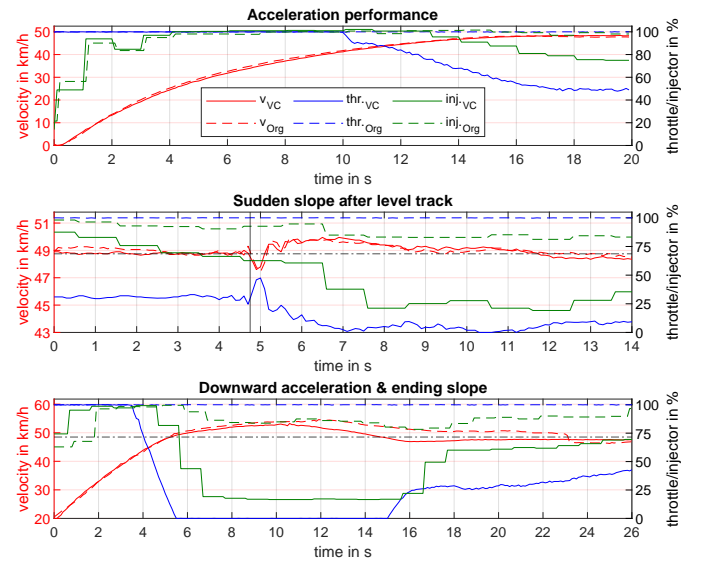 Acceleration performance
velocity in km/h
50
40
30
20
10
0
100
80
60
40
20
0
throttle/injector in %
v_VC thr._VC inj._VC
v_Org thr._Org inj._Org
0 2 4 6 8 10 12 14 16 18 20
time in s
Sudden slope after level track
velocity in km/h
51
49
47
45
43
100
75
50
25
0
throttle/injector in %
0 1 2 3 4 5 6 7 8 9 10 11 12 13 14
time in s
Downward acceleration & ending slope
velocity in km/h
60
50
40
30
20
100
75
50
25
0
throttle/injector in %
0 2 4 6 8 10 12 14 16 18 20 22 24 26
time in s